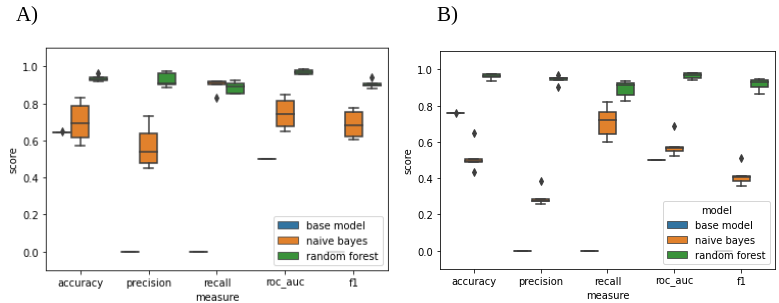 A)
1.0
0.8
0.6
0.4
0.2
0.0
score
accuracy precision recall roc_auc f1
measure
base model
naive bayes
random forest
B)
1.0
0.8
0.6
0.4
0.2
0.0
score
accuracy precision recall roc_auc f1
measure
model
base model
naive bayes
random forest